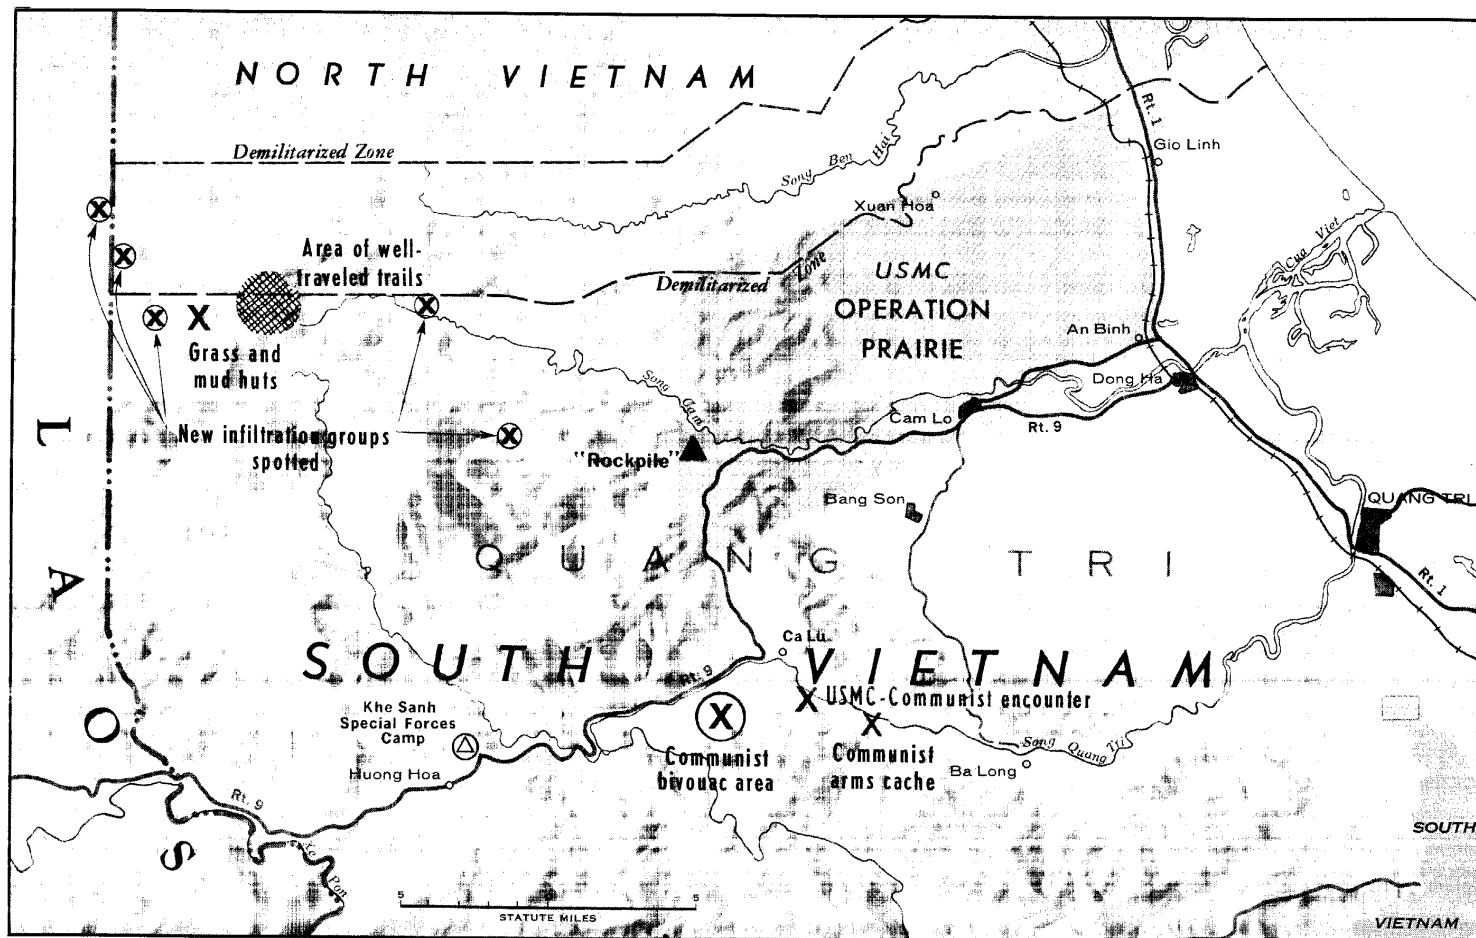 NORTH VIETNAM
Rt. 1
Demilitarized Zone
Song Ben Hai
Gio Linh
Xuan Hoa
Cua Viet
Area of well-
traveled trails
Demilitarized Zone
USMC
OPERATION
PRAIRIE
X
X
X
X
X
Grass and
mud huts
An Binh
Dong Ha
Song Cam
Cam Lo
Rt. 9
LAOS
New infiltration groups
spotted
X
"Rockpile"
Bang Son
QUANG TRI
QUANG TRI
Rt. 1
SOUTH VIETNAM
Ca Lu
Rt. 9
Khe Sanh
Special Forces
Camp
X
X
USMC-Communist encounter
X
Communist
bivouac area
Communist
arms cache
Song Quang Tri
Ba Long
Huong Hoa
Rt. 9
Pon
5 5
STATUTE MILES
SOUTH
VIETNAM